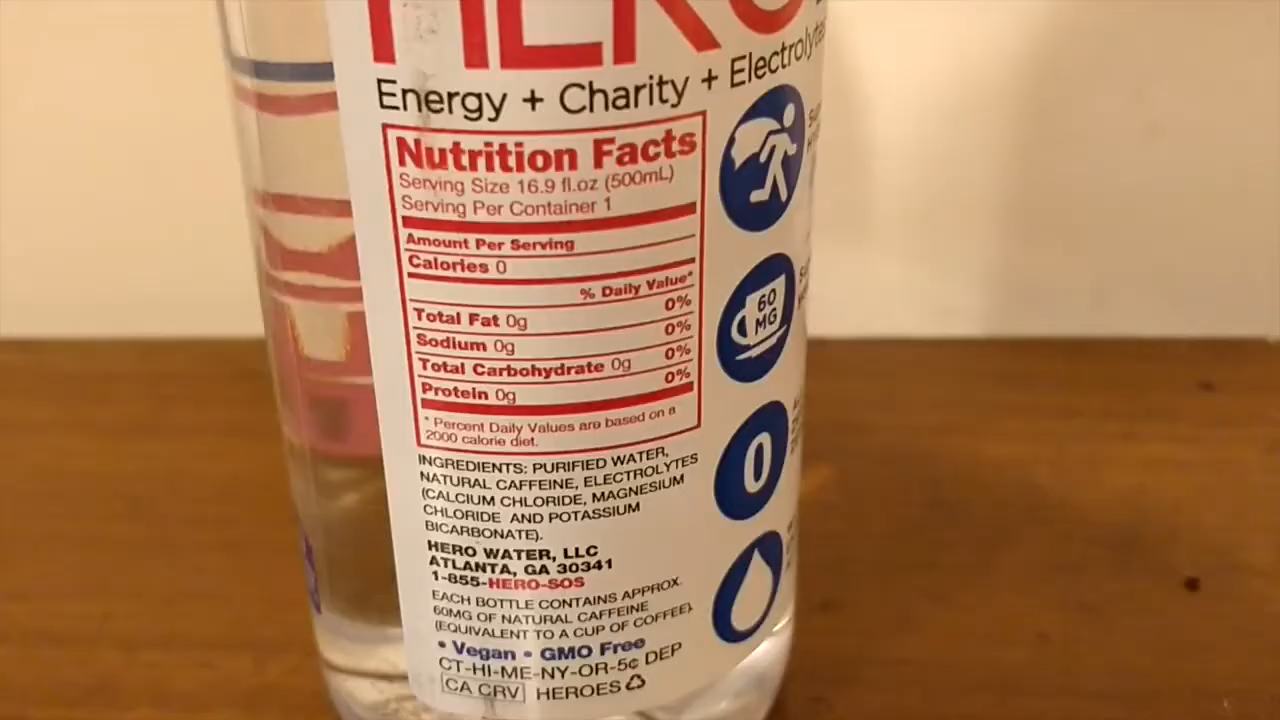 HERO
Energy + Charity + Electrolytes
Nutrition Facts
Serving Size 16.9 fl.oz (500mL)
Serving Per Container 1
Amount Per Serving
Calories 0
% Daily Value*
Total Fat 0g 0%
Sodium 0g 0%
Total Carbohydrate 0g 0%
Protein 0g 0%
* Percent Daily Values are based on a
2000 calorie diet.
INGREDIENTS: PURIFIED WATER,
NATURAL CAFFEINE, ELECTROLYTES
(CALCIUM CHLORIDE, MAGNESIUM
CHLORIDE AND POTASSIUM
BICARBONATE).
HERO WATER, LLC
ATLANTA, GA 30341
1-855-HERO-SOS
EACH BOTTLE CONTAINS APPROX.
60MG OF NATURAL CAFFEINE
(EQUIVALENT TO A CUP OF COFFEE).
• Vegan • GMO Free
CT-HI-ME-NY-OR-5¢ DEP
CA CRV HEROES
60
MG
0